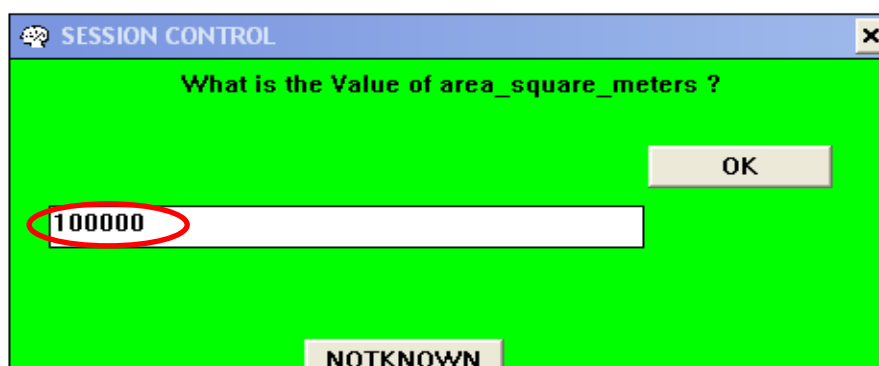 SESSION CONTROL
What is the Value of area_square_meters ?
OK
100000
NOTKNOWN